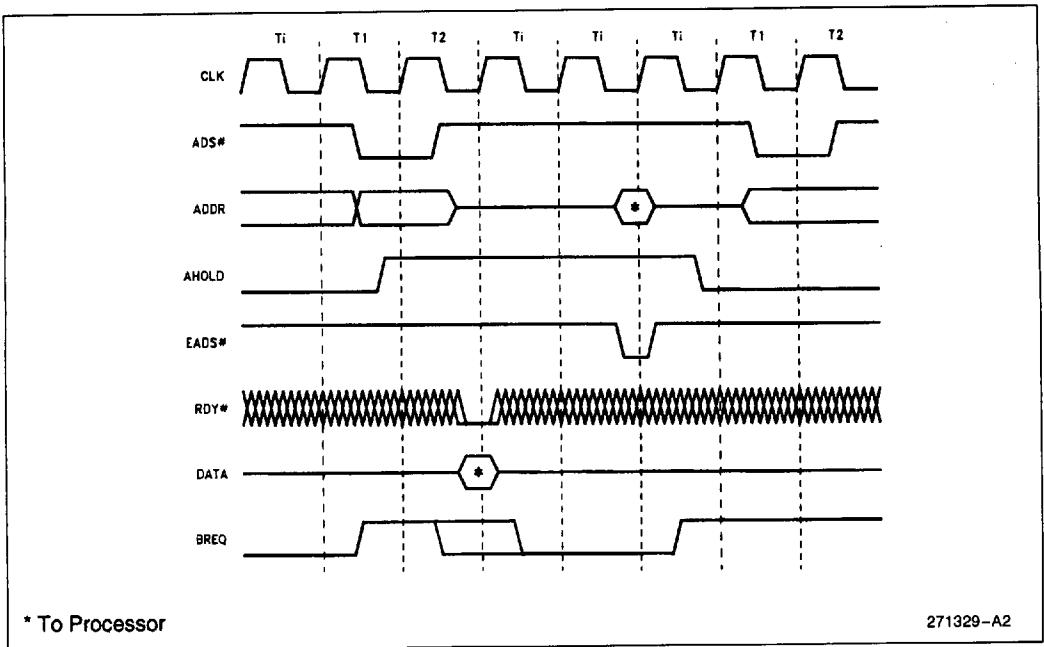 Ti T1 T2 Ti Ti Ti T1 T2
CLK
ADS#
ADDR *
AHOLD
EADS#
RDY#
DATA *
BREQ
* To Processor
271329-A2